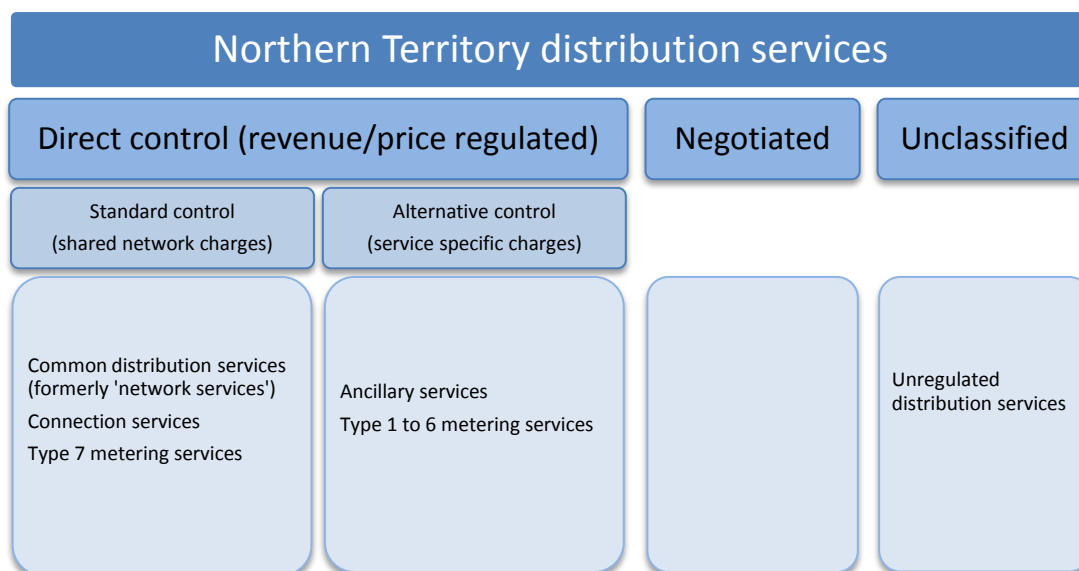 Northern Territory distribution services
Direct control (revenue/price regulated)
Negotiated
Unclassified
Standard control
(shared network charges)
Alternative control
(service specific charges)
Common distribution services
(formerly 'network services')
Connection services
Type 7 metering services
Ancillary services
Type 1 to 6 metering services
Unregulated
distribution services